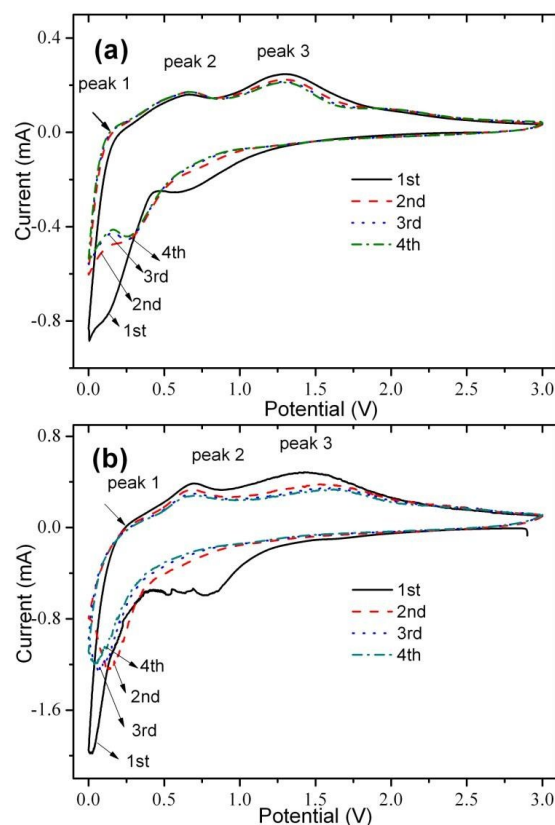 (a)
peak 1
peak 2
peak 3
0.4
0.0
-0.4
-0.8
Current (mA)
1st
2nd
3rd
4th
4th
3rd
2nd
1st
0.0
0.5
1.0
1.5
2.0
2.5
3.0
Potential (V)
(b)
peak 1
peak 2
peak 3
0.8
0.0
-0.8
-1.6
Current (mA)
1st
2nd
3rd
4th
4th
2nd
3rd
1st
0.0
0.5
1.0
1.5
2.0
2.5
3.0
Potential (V)